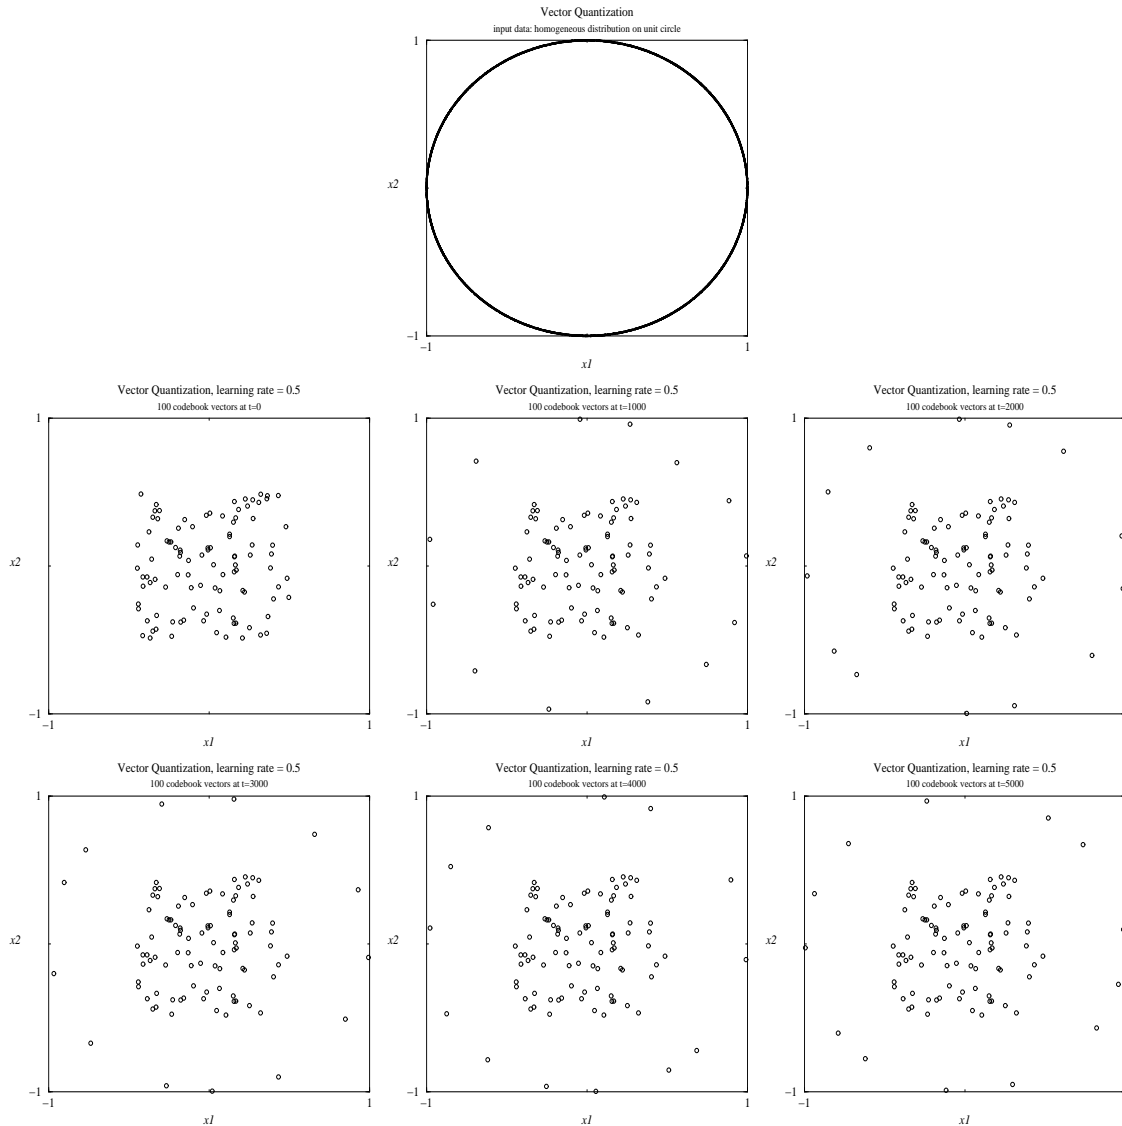 Vector Quantization
input data: homogeneous distribution on unit circle
1
x2
−1
−1
1
x1
Vector Quantization, learning rate = 0.5
100 codebook vectors at t=0
1
x2
−1
−1
1
x1
Vector Quantization, learning rate = 0.5
100 codebook vectors at t=1000
1
x2
−1
−1
1
x1
Vector Quantization, learning rate = 0.5
100 codebook vectors at t=2000
1
x2
−1
−1
x1
Vector Quantization, learning rate = 0.5
100 codebook vectors at t=3000
1
x2
−1
−1
1
x1
Vector Quantization, learning rate = 0.5
100 codebook vectors at t=4000
1
x2
−1
−1
1
x1
Vector Quantization, learning rate = 0.5
100 codebook vectors at t=5000
1
x2
−1
−1
x1